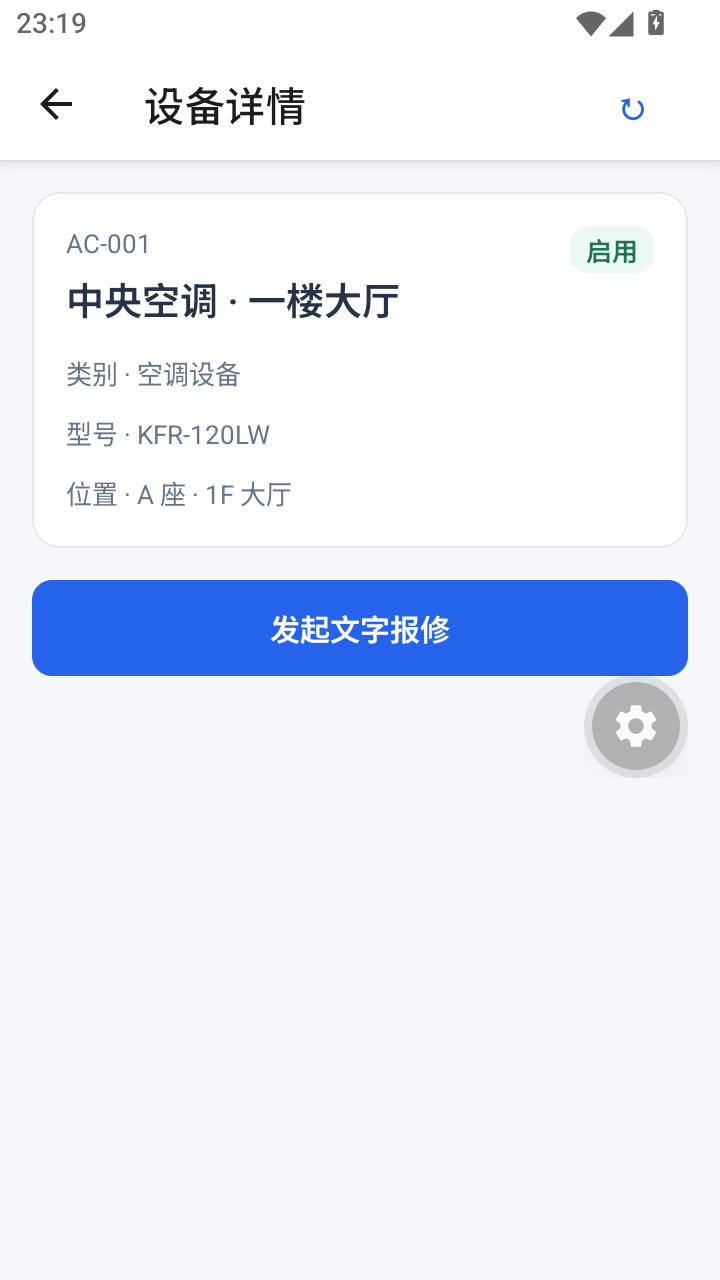 23:19
设备详情
AC-001
启用
中央空调 · 一楼大厅
类别 · 空调设备
型号 · KFR-120LW
位置 · A 座 · 1F 大厅
发起文字报修